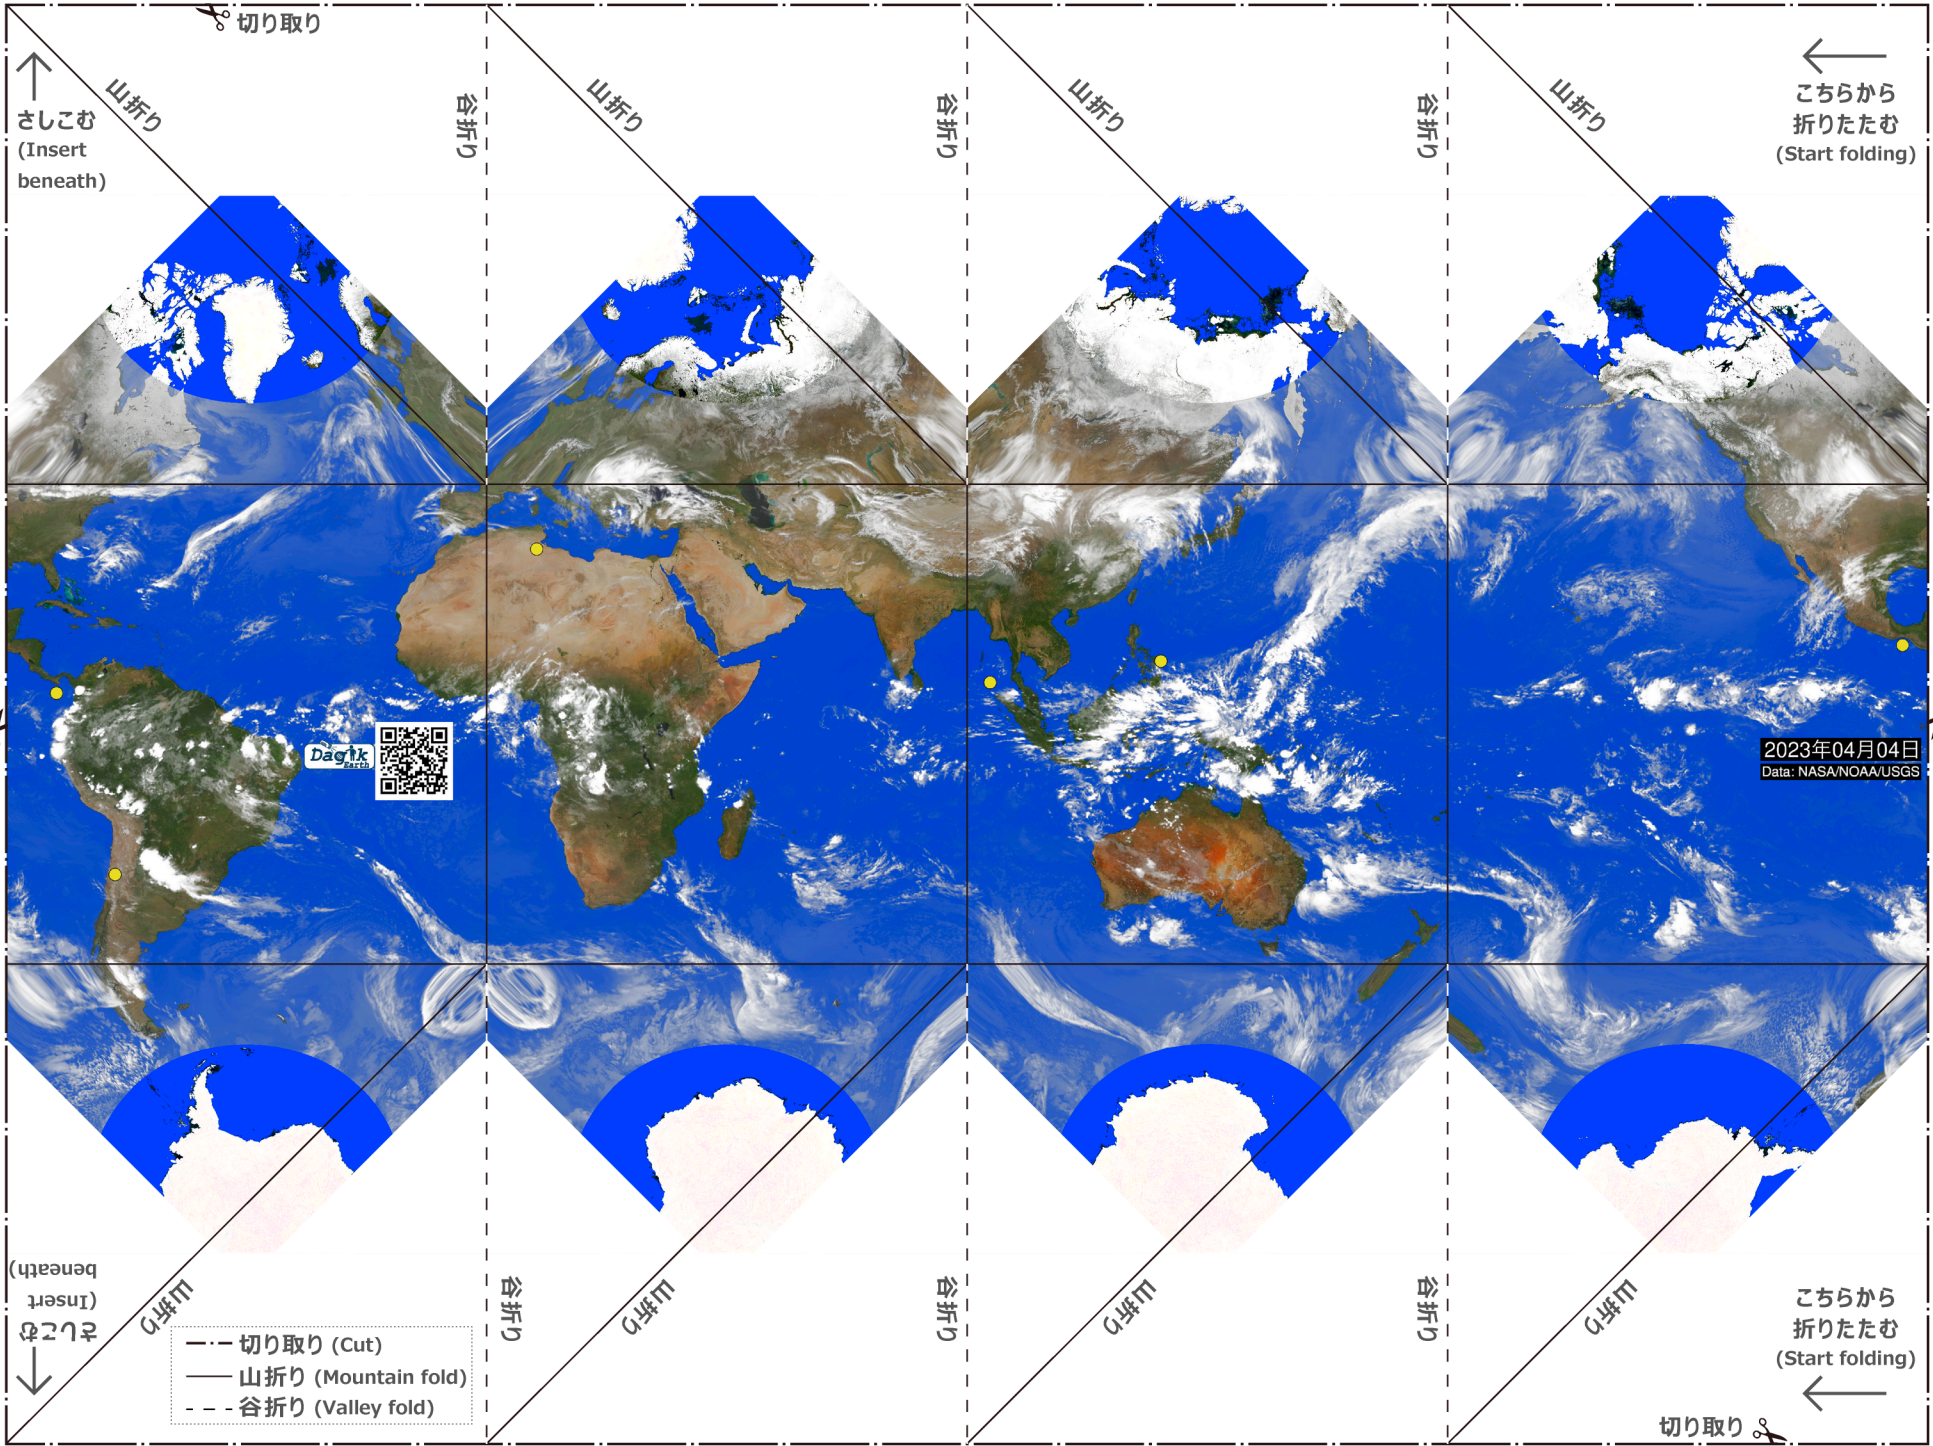 切り取り
さしこむ
(Insert
beneath)
山折り
谷折り
山折り
谷折り
山折り
谷折り
山折り
こちらから
折りたたむ
(Start folding)
Dagik
Earth
2023年04月04日
Data: NASA/NOAA/USGS
さしこむ
(Insert
beneath)
山折り
谷折り
山折り
谷折り
山折り
谷折り
山折り
こちらから
折りたたむ
(Start folding)
切り取り (Cut)
山折り (Mountain fold)
谷折り (Valley fold)
切り取り